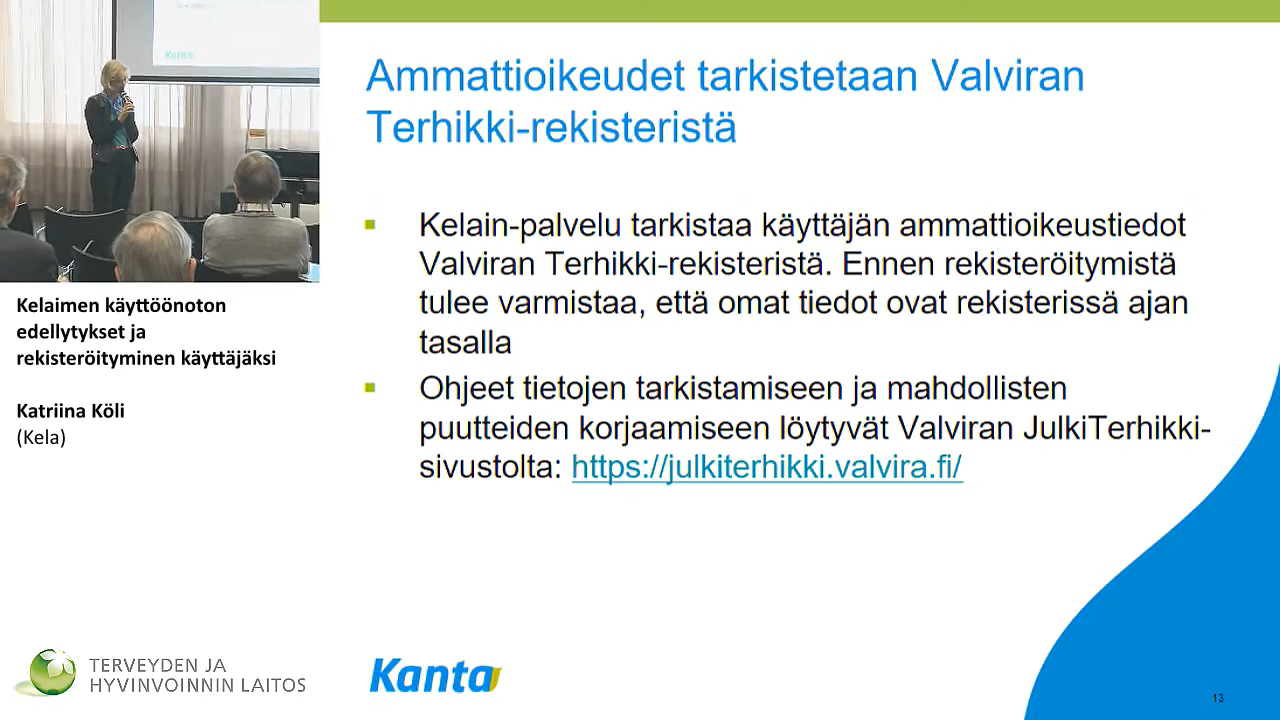 Kanta
Ammattioikeudet tarkistetaan Valviran
Terhikki-rekisteristä
Kelain-palvelu tarkistaa käyttäjän ammattioikeustiedot
Valviran Terhikki-rekisteristä. Ennen rekisteröitymistä
tulee varmistaa, että omat tiedot ovat rekisterissä ajan
tasalla
Ohjeet tietojen tarkistamiseen ja mahdollisten
puutteiden korjaamiseen löytyvät Valviran JulkiTerhikki-
sivustolta: https://julkiterhikki.valvira.fi/
Kelaimen käyttöönoton
edellytykset ja
rekisteröityminen käyttäjäksi
Katriina Köli
(Kela)
TERVEYDEN JA
HYVINVOINNIN LAITOS
Kanta
13